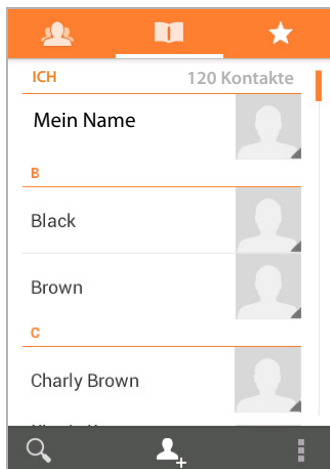 ICH 120 Kontakte
Mein Name
B
Black
Brown
C
Charly Brown